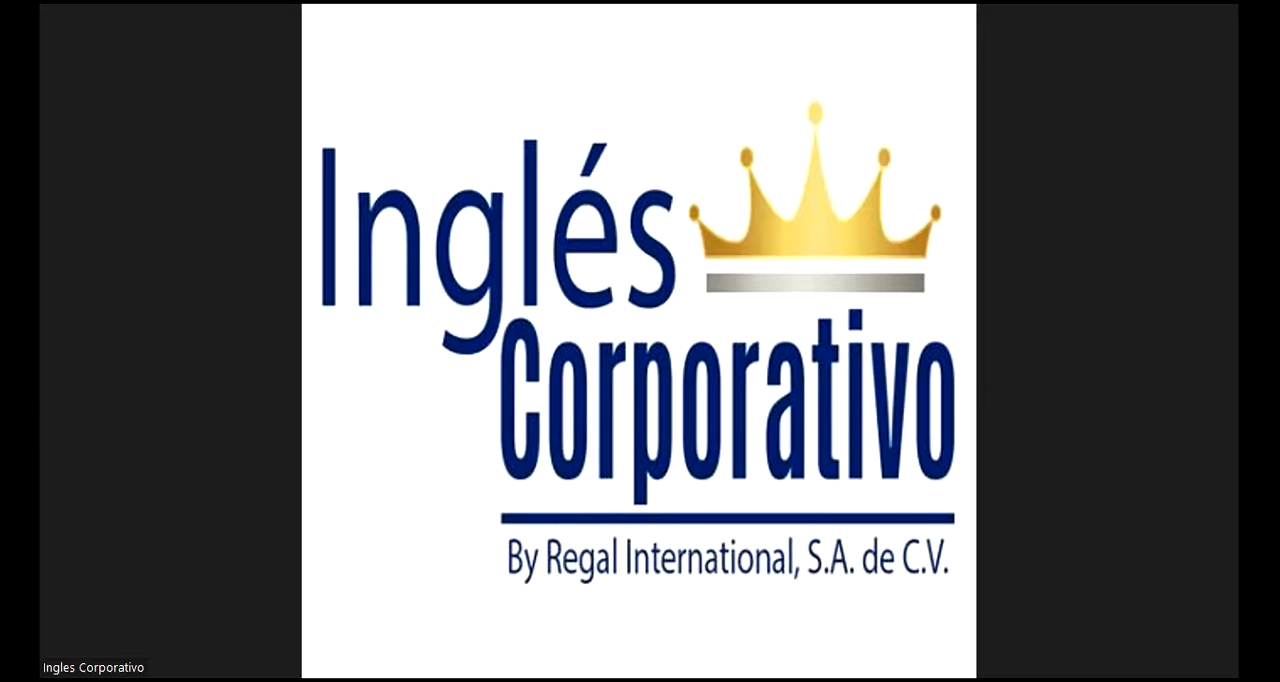 Inglés
Corporativo
By Regal International, S.A. de C.V.
Ingles Corporativo